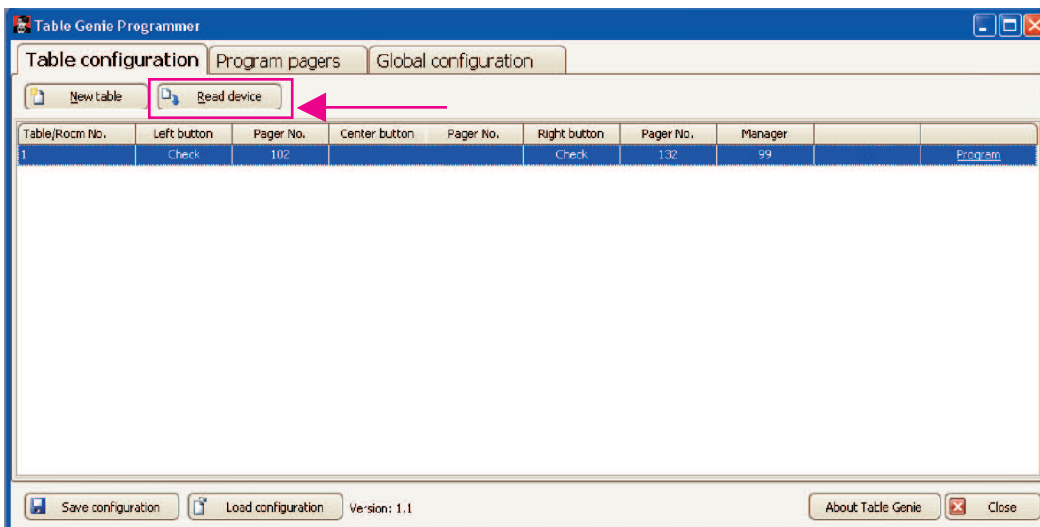 Table Genie Programmer
Table configuration Program pagers Global configuration
New table Read device
Table/Room No. Left button Pager No. Center button Pager No. Right button Pager No. Manager
1 Check 102 Check 132 99 Program
Save configuration Load configuration Version: 1.1 About Table Genie Close